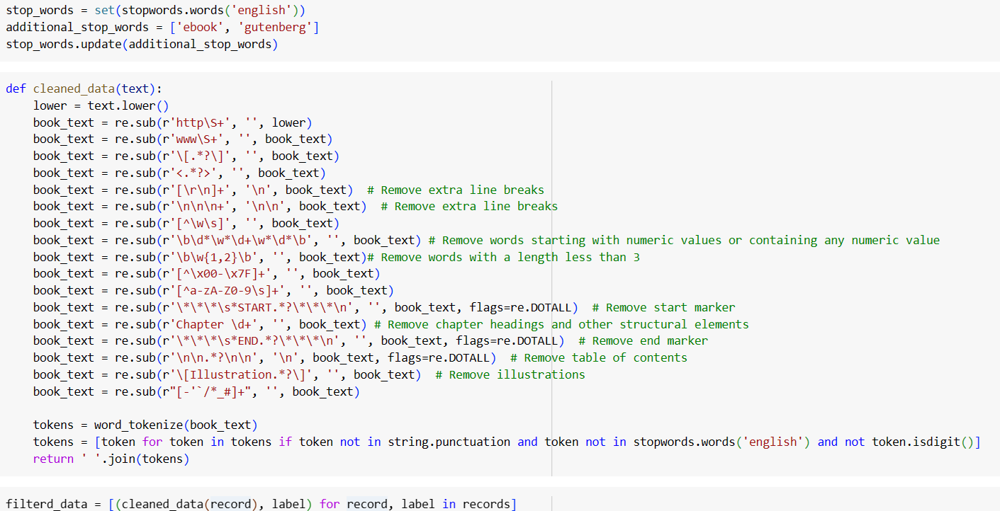 stop_words = set(stopwords.words('english'))
additional_stop_words = ['ebook', 'gutenberg']
stop_words.update(additional_stop_words)
def cleaned_data(text):
    lower = text.lower()
    book_text = re.sub(r'http\S+', '', lower)
    book_text = re.sub(r'www\S+', '', book_text)
    book_text = re.sub(r'\[.*?\]', '', book_text)
    book_text = re.sub(r'<.*?>', '', book_text)
    book_text = re.sub(r'[\r\n]+', '\n', book_text)  # Remove extra line breaks
    book_text = re.sub(r'\n\n\n+', '\n\n', book_text)  # Remove extra line breaks
    book_text = re.sub(r'[^\w\s]', '', book_text)
    book_text = re.sub(r'\b\d*\w*\d+\w*\d*\b', '', book_text) # Remove words starting with numeric values or containing any numeric value
    book_text = re.sub(r'\b\w{1,2}\b', '', book_text)# Remove words with a length less than 3
    book_text = re.sub(r'[^\x00-\x7F]+', '', book_text)
    book_text = re.sub(r'[^a-zA-Z0-9\s]+', '', book_text)
    book_text = re.sub(r'\*\*\*\s*START.*?\*\*\*\n', '', book_text, flags=re.DOTALL)  # Remove start marker
    book_text = re.sub(r'Chapter \d+', '', book_text) # Remove chapter headings and other structural elements
    book_text = re.sub(r'\*\*\*\s*END.*?\*\*\*\n', '', book_text, flags=re.DOTALL)  # Remove end marker
    book_text = re.sub(r'\n\n.*?\n\n', '\n', book_text, flags=re.DOTALL)  # Remove table of contents
    book_text = re.sub(r'\[Illustration.*?\]', '', book_text)  # Remove illustrations
    book_text = re.sub(r"[-'`/*_#]+", '', book_text)
    tokens = word_tokenize(book_text)
    tokens = [token for token in tokens if token not in string.punctuation and token not in stopwords.words('english') and not token.isdigit()]
    return ' '.join(tokens)
filterd_data = [(cleaned_data(record), label) for record, label in records]